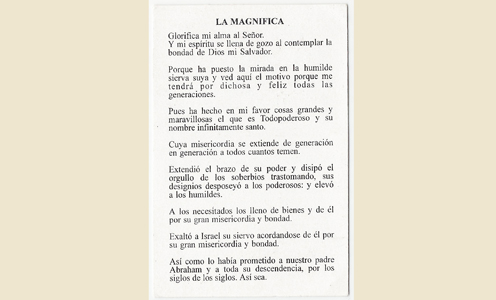 LA MAGNIFICA
Glorifica mi alma al Señor.
Y mi espiritu se llena de gozo al contemplar la
bondad de Dios mi Salvador.
Porque ha puesto la mirada en la humilde
sierva suya y ved aquí el motivo porque me
tendrá por dichosa y feliz todas las
generaciones.
Pues ha hecho en mi favor cosas grandes y
maravillosas el que es Todopoderoso y su
nombre infinitamente santo.
Cuya misericordia se extiende de generación
en generación a todos cuantos temen.
Extendió el brazo de su poder y disipó el
orgullo de los soberbios trastomando, sus
designios desposeyó a los poderosos: y elevó
a los humildes.
A los necesitados los lleno de bienes y de él
por su gran misericordia y bondad.
Exaltó a Israel su siervo acordandose de él por
su gran misericordia y bondad.
Así como lo había prometido a nuestro padre
Abraham y a toda su descendencia, por los
siglos de los siglos. Asi sea.